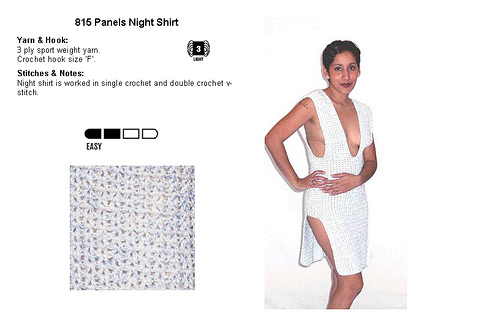 815 Panels Night Shirt
Yarn & Hook:
3 ply sport weight yarn.
Crochet hook size 'F'.
3
LIGHT
Stitches & Notes:
Night shirt is worked in single crochet and double crochet v-
stitch.
EASY